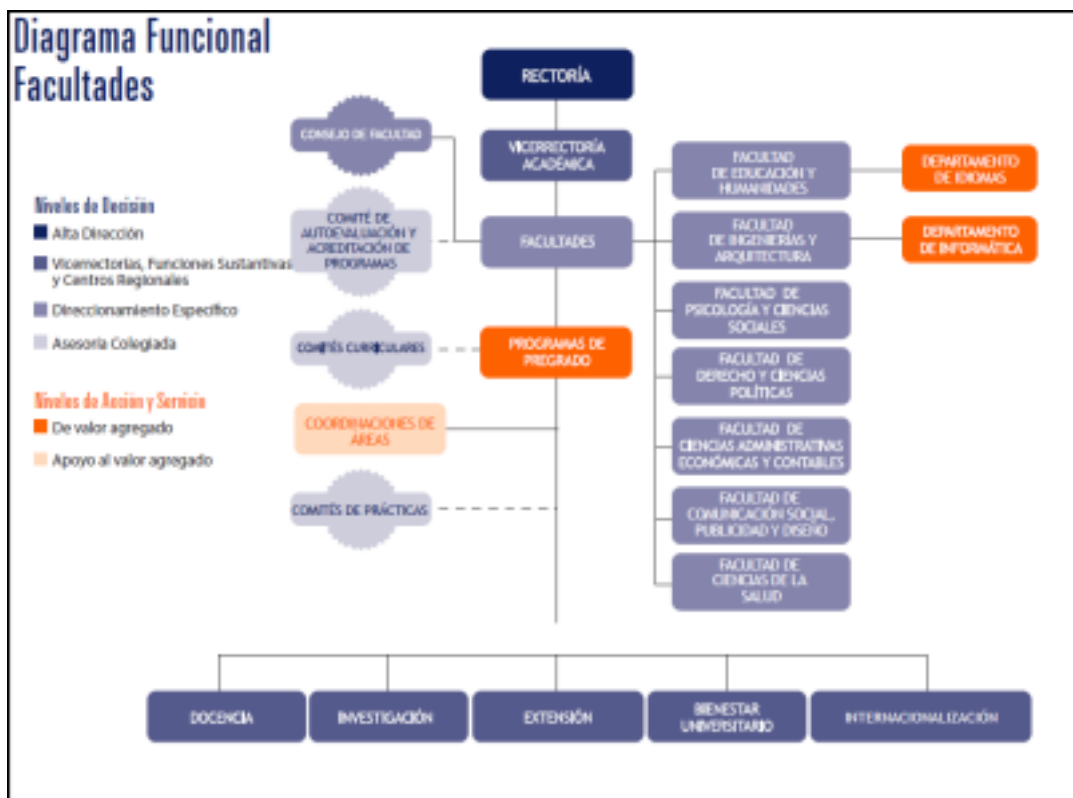 Diagrama Funcional
Facultades
RECTORÍA
CONSEJO DE FACULTAD
VICERRECTORÍA
ACADÉMICA
FACULTAD
DE EDUCACIÓN Y
HUMANIDADES
DEPARTAMENTO
DE IDIOMAS
Niveles de Decisión
Alta Dirección
Vicerrectorías, Funciones Sustantivas
y Centros Regionales
Direccionamiento Específico
Asesoría Colegiada
COMITÉ DE
AUTOEVALUACIÓN Y
ACREDITACIÓN DE
PROGRAMAS
FACULTADES
FACULTAD
DE INGENIERÍAS Y
ARQUITECTURA
DEPARTAMENTO
DE INFORMÁTICA
FACULTAD DE
PSICOLOGÍA Y CIENCIAS
SOCIALES
COMITÉS CURRICULARES
PROGRAMAS DE
PREGRADO
FACULTAD DE
DERECHO Y CIENCIAS
POLÍTICAS
Niveles de Acción y Servicio
De valor agregado
Apoyo al valor agregado
COORDINACIONES DE
ÁREAS
FACULTAD DE
CIENCIAS ADMINISTRATIVAS
ECONÓMICAS Y CONTABLES
COMITÉS DE PRÁCTICAS
FACULTAD DE
COMUNICACIÓN SOCIAL,
PUBLICIDAD Y DISEÑO
FACULTAD DE
CIENCIAS DE LA
SALUD
DOCENCIA
INVESTIGACIÓN
EXTENSIÓN
BIENESTAR
UNIVERSITARIO
INTERNACIONALIZACIÓN